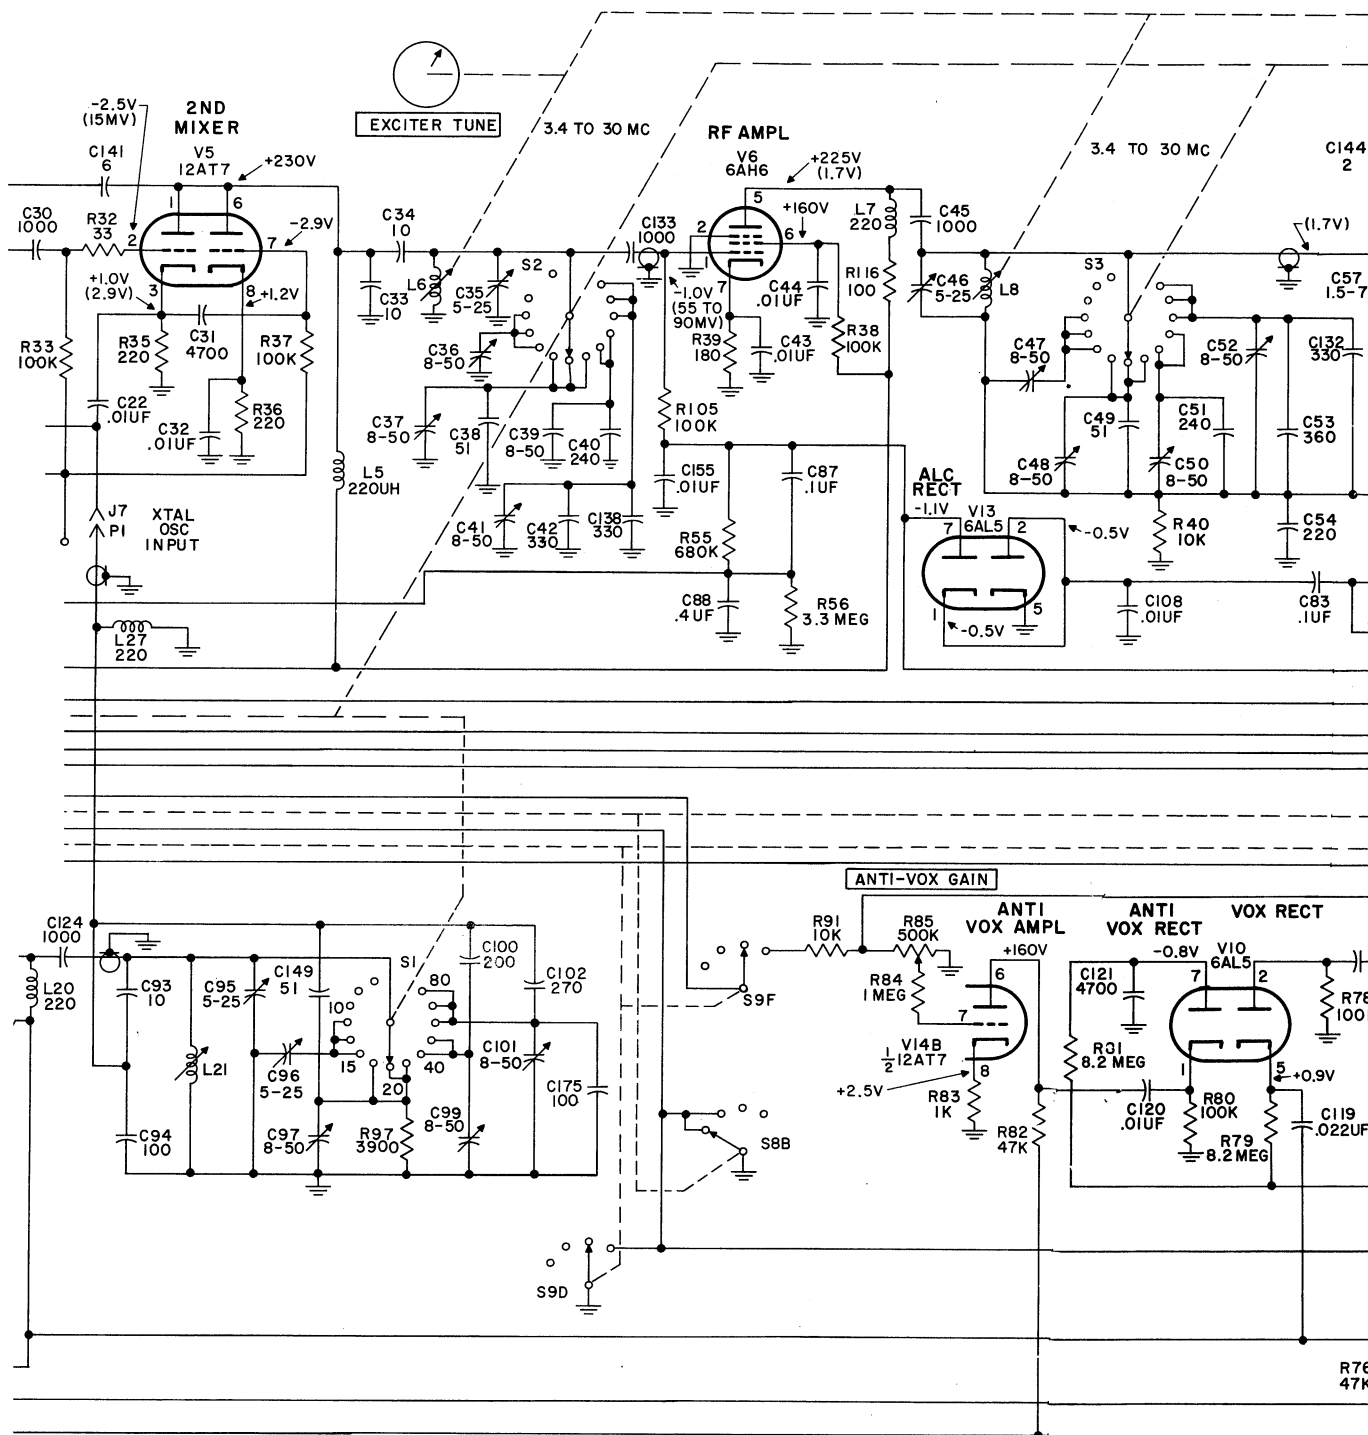 EXCITER TUNE
3.4 TO 30 MC
3.4 TO 30 MC
-2.5V
(15MV)
2ND
MIXER
V5
12AT7
C141
6
+230V
1
6
C30
1000
R32
33
2
7
-2.9V
+1.0V
(2.9V)
3
8
+1.2V
R33
100K
R35
220
C31
4700
R37
100K
C22
.01UF
C32
.01UF
R36
220
L5
220UH
J7
P1
XTAL
OSC
INPUT
L27
220
C34
10
C33
10
L6
C35
5-25
S2
C36
8-50
C37
8-50
C38
51
C39
8-50
C40
240
C41
8-50
C42
330
C138
330
C133
1000
RF AMPL
V6
6AH6
+225V
(1.7V)
5
2
+160V
6
1
7
-1.0V
(55 TO
90MV)
R39
180
C43
.01UF
C44
.01UF
R38
100K
R116
100
L7
220
C45
1000
C46
5-25
L8
R105
100K
C155
.01UF
C87
.1UF
R55
680K
C88
.4UF
R56
3.3 MEG
ALC
RECT
-1.1V
V13
6AL5
7
2
-0.5V
1
5
-0.5V
C108
.01UF
C83
.1UF
S3
C47
8-50
C48
8-50
C49
51
C50
8-50
C51
240
C52
8-50
C53
360
C132
330
R40
10K
C54
220
C144
2
(1.7V)
C57
1.5-7
C124
1000
L20
220
C93
10
C94
100
L21
C95
5-25
C96
5-25
C149
51
C97
8-50
S1
10
15
20
40
80
R97
3900
C99
8-50
C100
200
C101
8-50
C102
270
C175
100
S9F
S8B
S9D
ANTI-VOX GAIN
R91
10K
R85
500K
R84
1 MEG
ANTI
VOX AMPL
+160V
6
7
V14B
1/2 12AT7
8
+2.5V
R83
1K
R82
47K
ANTI
VOX RECT
-0.8V
VOX RECT
V10
6AL5
7
2
1
5
+0.9V
C121
4700
R81
8.2 MEG
C120
.01UF
R80
100K
R79
8.2MEG
C119
.022UF
R78
R76
47K